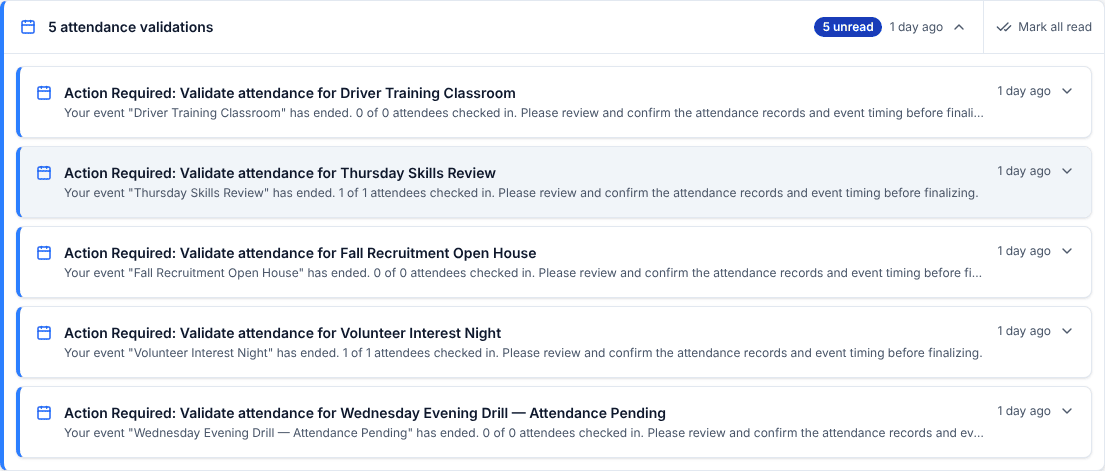 5 attendance validations
5 unread
1 day ago
Mark all read
Action Required: Validate attendance for Driver Training Classroom
1 day ago
Your event "Driver Training Classroom" has ended. 0 of 0 attendees checked in. Please review and confirm the attendance records and event timing before finali...
Action Required: Validate attendance for Thursday Skills Review
1 day ago
Your event "Thursday Skills Review" has ended. 1 of 1 attendees checked in. Please review and confirm the attendance records and event timing before finalizing.
Action Required: Validate attendance for Fall Recruitment Open House
1 day ago
Your event "Fall Recruitment Open House" has ended. 0 of 0 attendees checked in. Please review and confirm the attendance records and event timing before fi...
Action Required: Validate attendance for Volunteer Interest Night
1 day ago
Your event "Volunteer Interest Night" has ended. 1 of 1 attendees checked in. Please review and confirm the attendance records and event timing before finalizing.
Action Required: Validate attendance for Wednesday Evening Drill — Attendance Pending
1 day ago
Your event "Wednesday Evening Drill — Attendance Pending" has ended. 0 of 0 attendees checked in. Please review and confirm the attendance records and ev...